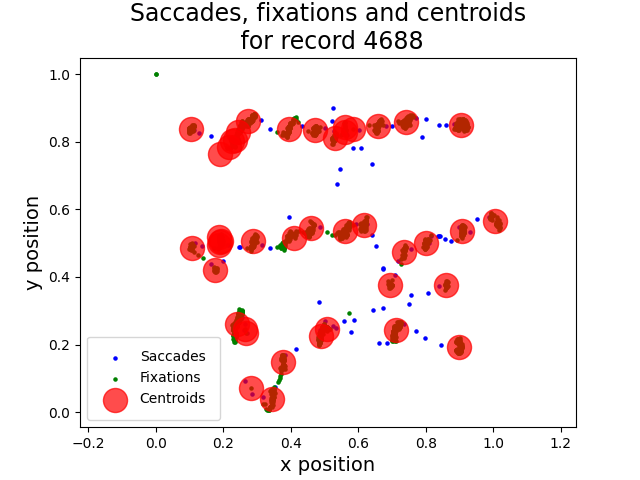 Saccades, fixations and centroids
for record 4688
y position
1.0
0.8
0.6
0.4
0.2
0.0
Saccades
Fixations
Centroids
−0.2 0.0 0.2 0.4 0.6 0.8 1.0 1.2
x position